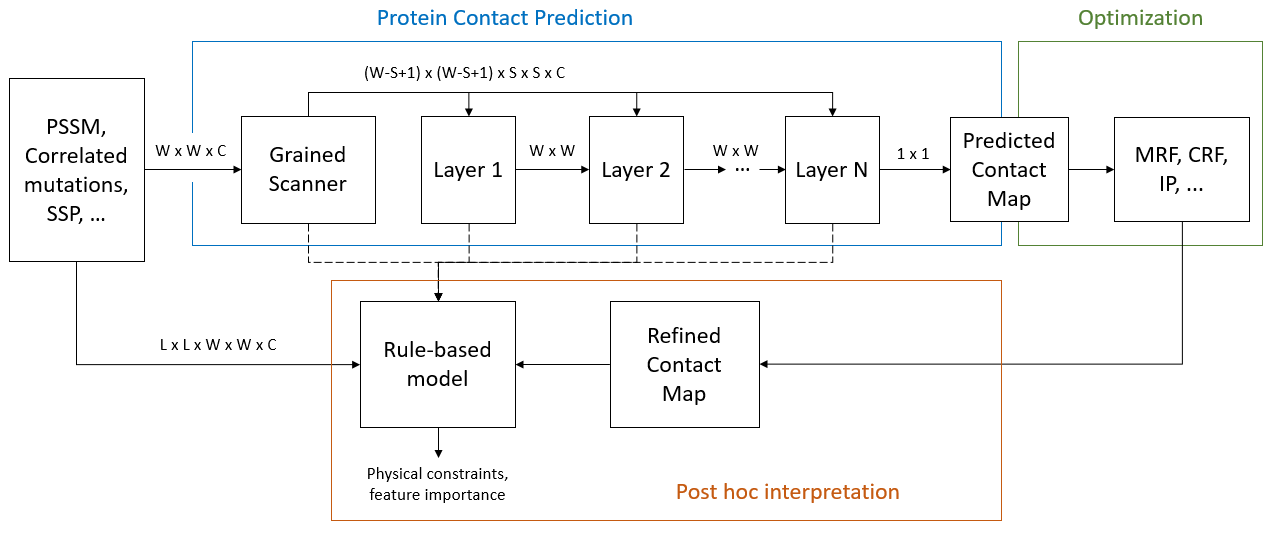 Protein Contact Prediction
Optimization
(W-S+1) x (W-S+1) x S x S x C
PSSM,
Correlated
mutations,
SSP, ...
W x W x C
Grained
Scanner
Layer 1
W x W
Layer 2
W x W
...
Layer N
1 x 1
Predicted
Contact
Map
MRF, CRF,
IP, ...
L x L x W x W x C
Rule-based
model
Refined
Contact
Map
Physical constraints,
feature importance
Post hoc interpretation